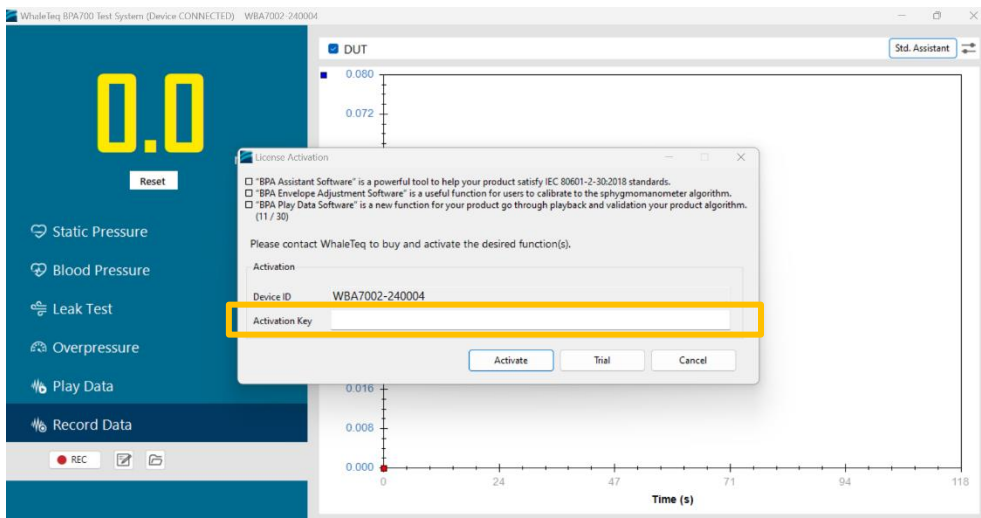 WhaleTeq BPA700 Test System (Device CONNECTED) WBA7002-240004
0.0
Reset
Static Pressure
Blood Pressure
Leak Test
Overpressure
Play Data
Record Data
REC
DUT
Std. Assistant
0.080
0.072
License Activation
☐ "BPA Assistant Software" is a powerful tool to help your product satisfy IEC 80601-2-30:2018 standards.
☐ "BPA Envelope Adjustment Software" is a useful function for users to calibrate to the sphygmomanometer algorithm.
☐ "BPA Play Data Software" is a new function for your product go through playback and validation your product algorithm.
(11 / 30)
Please contact WhaleTeq to buy and activate the desired function(s).
Activation
Device ID WBA7002-240004
Activation Key
Activate Trial Cancel
0.016
0.008
0.000
0 24 47 71 94 118
Time (s)